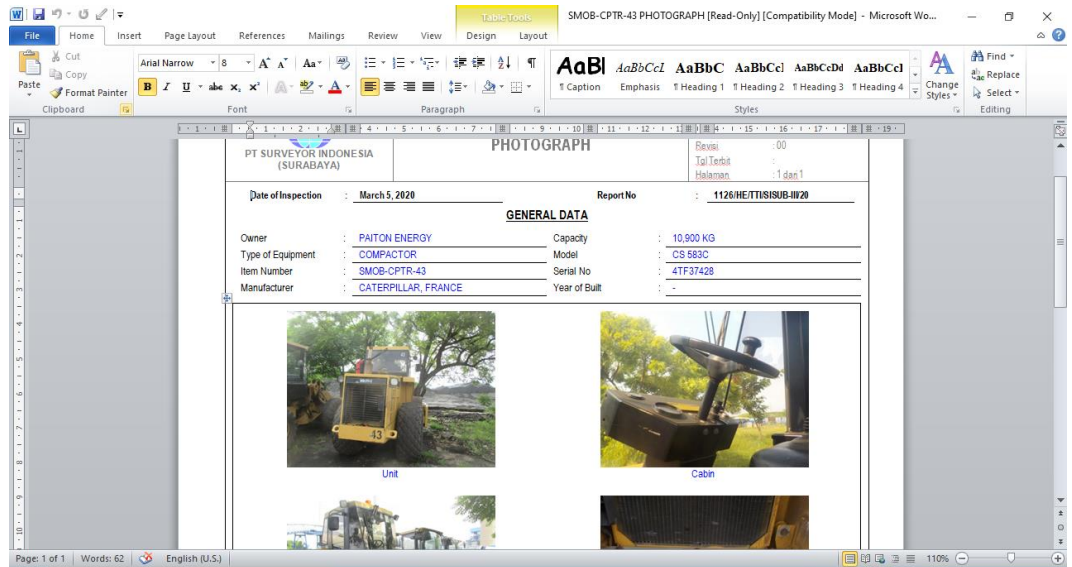 Table Tools
SMOB-CPTR-43 PHOTOGRAPH [Read-Only] [Compatibility Mode] - Microsoft Wo...
File Home Insert Page Layout References Mailings Review View Design Layout
Paste
Cut
Copy
Format Painter
Clipboard
Arial Narrow 8
Font
Paragraph
AaBl AaBbCcL AaBbC AaBbCcl AaBbCcDd AaBbCcl
Caption Emphasis Heading 1 Heading 2 Heading 3 Heading 4
Change Styles
Styles
Find
Replace
Select
Editing
PT SURVEYOR INDONESIA
(SURABAYA)
PHOTOGRAPH
Revisi : 00
Tgl Terbit :
Halaman : 1 dari 1
Date of Inspection : March 5, 2020 Report No : 1126/HE/TTI/SISUB-III/20
GENERAL DATA
Owner : PAITON ENERGY Capacity : 10,900 KG
Type of Equipment : COMPACTOR Model : CS 583C
Item Number : SMOB-CPTR-43 Serial No : 4TF37428
Manufacturer : CATERPILLAR, FRANCE Year of Built : -
43
Unit Cabin
Page: 1 of 1 Words: 62 English (U.S.) 110%